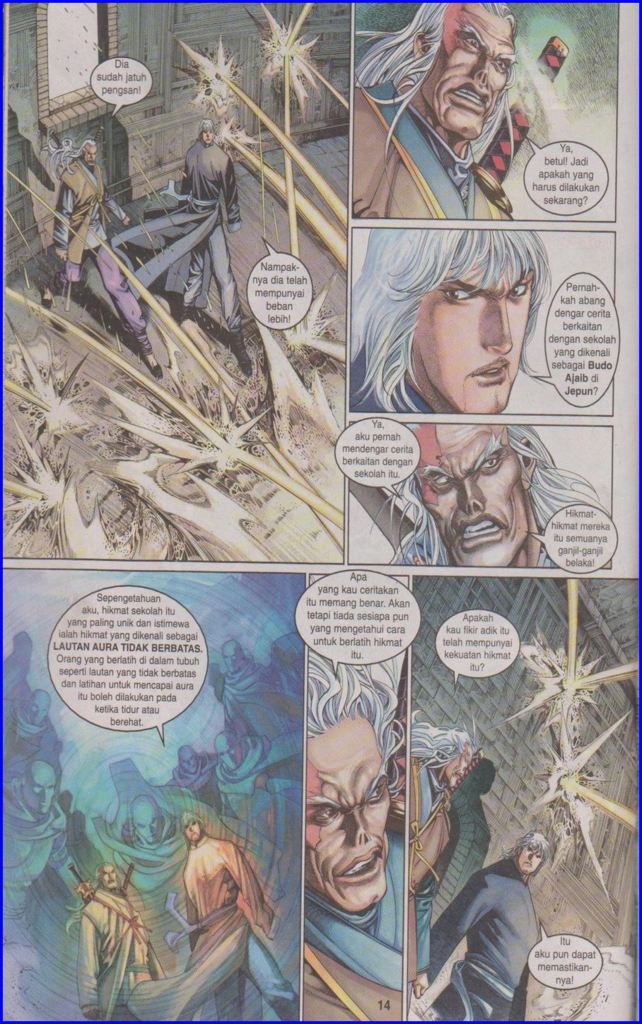 Dia
sudah jatuh
pengsan!
Nampak-
nya dia telah
mempunyai
beban
lebih!
Ya,
betul! Jadi
apakah yang
harus dilakukan
sekarang?
Pernah-
kah abang
dengar cerita
berkaitan
dengan sekolah
yang dikenali
sebagai Budo
Ajaib di
Jepun?
Ya,
aku pernah
mendengar cerita
berkaitan dengan
sekolah itu.
Hikmat-
hikmat mereka
itu semuanya
ganjil-ganjil
belaka!
Sepengetahuan
aku, hikmat sekolah itu
yang paling unik dan istimewa
ialah hikmat yang dikenali sebagai
LAUTAN AURA TIDAK BERBATAS.
Orang yang berlatih di dalam tubuh
seperti lautan yang tidak berbatas
dan latihan untuk mencapai aura
itu boleh dilakukan pada
ketika tidur atau
berehat.
Apa
yang kau ceritakan
itu memang benar. Akan
tetapi tiada sesiapa pun
yang mengetahui cara
untuk berlatih hikmat
itu.
Apakah
kau fikir adik itu
telah mempunyai
kekuatan hikmat
itu?
Itu
aku pun dapat
memastikan-
nya!
14